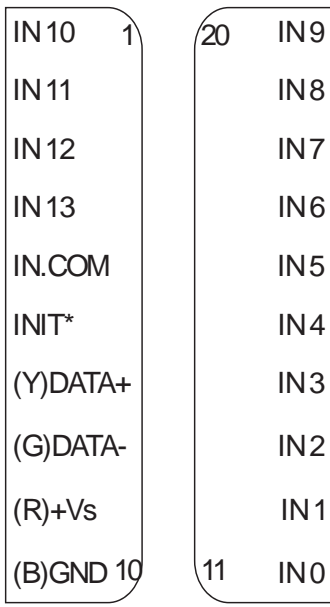 IN10 1 20 IN9
IN11 IN8
IN12 IN7
IN13 IN6
IN.COM IN5
INIT* IN4
(Y)DATA+ IN3
(G)DATA- IN2
(R)+Vs IN1
(B)GND 10 11 IN0